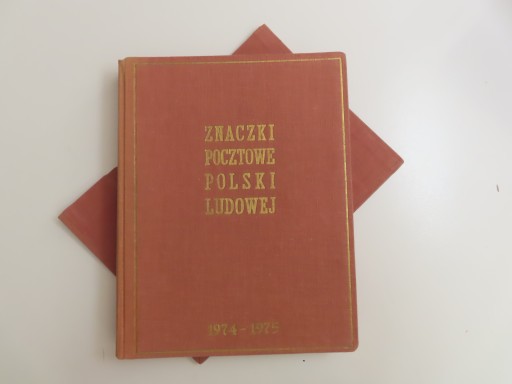 ZNACZKI
POCZTOWE
POLSKI
LUDOWEJ
1974-1975